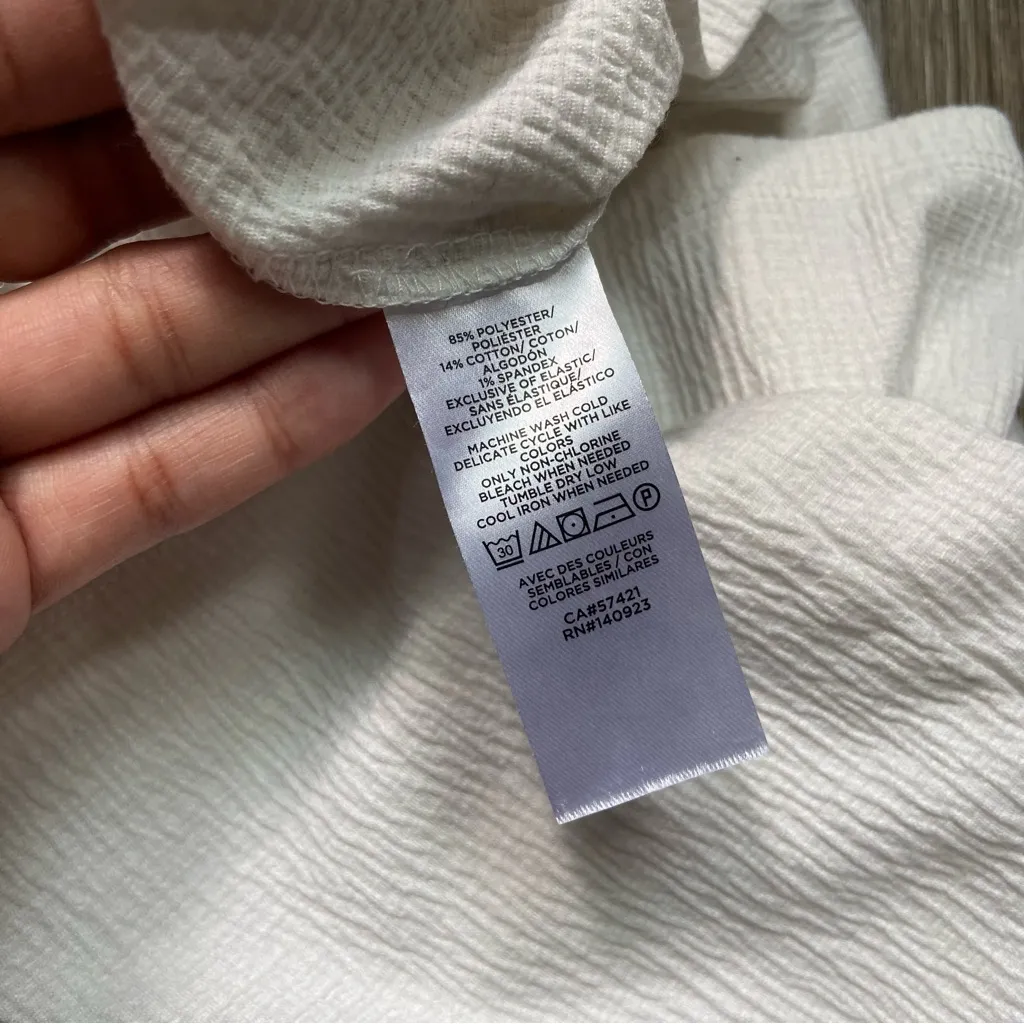 85% POLYESTER/
POLIÉSTER
14% COTTON/ COTON/
ALGODÓN
1% SPANDEX
EXCLUSIVE OF ELASTIC/
SANS ÉLASTIQUE/
EXCLUYENDO EL ELÁSTICO
MACHINE WASH COLD
DELICATE CYCLE WITH LIKE
COLORS
ONLY NON-CHLORINE
BLEACH WHEN NEEDED
TUMBLE DRY LOW
COOL IRON WHEN NEEDED
30 P
AVEC DES COULEURS
SEMBLABLES / CON
COLORES SIMILARES
CA#57421
RN#140923